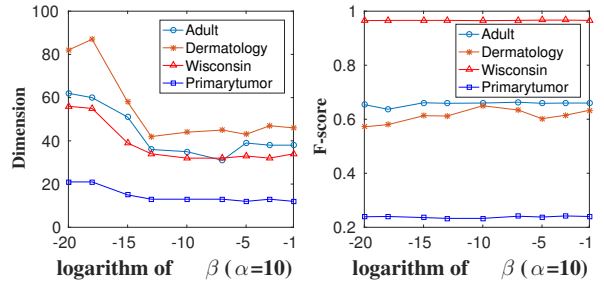 100
80
60
40
20
0
Dimension
Adult
Dermatology
Wisconsin
Primarytumor
-20 -15 -10 -5 -1
logarithm of β (α=10)
1
0.8
0.6
0.4
0.2
F-score
Adult
Dermatology
Wisconsin
Primarytumor
-20 -15 -10 -5 -1
logarithm of β (α=10)